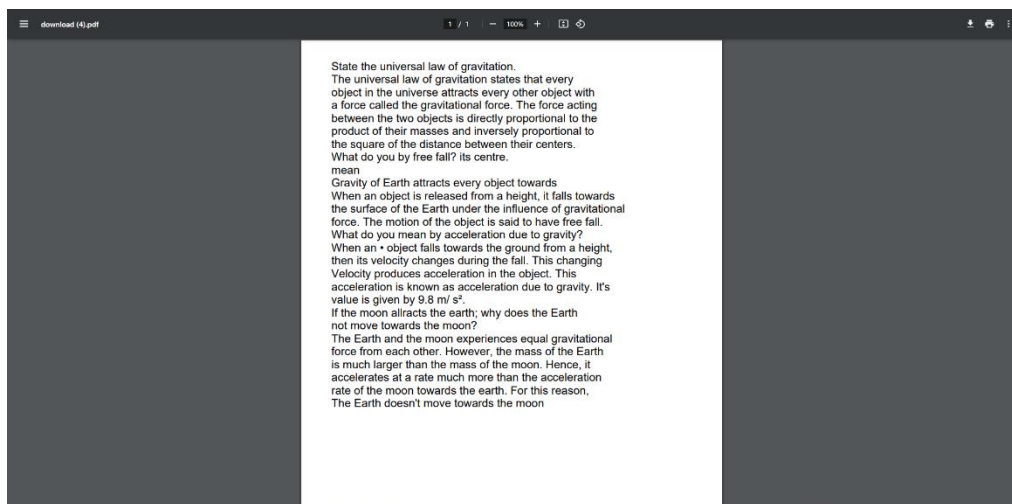 download (4).pdf
1 / 1
100%
State the universal law of gravitation.
The universal law of gravitation states that every
object in the universe attracts every other object with
a force called the gravitational force. The force acting
between the two objects is directly proportional to the
product of their masses and inversely proportional to
the square of the distance between their centers.
What do you by free fall? its centre.
mean
Gravity of Earth attracts every object towards
When an object is released from a height, it falls towards
the surface of the Earth under the influence of gravitational
force. The motion of the object is said to have free fall.
What do you mean by acceleration due to gravity?
When an • object falls towards the ground from a height,
then its velocity changes during the fall. This changing
Velocity produces acceleration in the object. This
acceleration is known as acceleration due to gravity. It's
value is given by 9.8 m/ s².
If the moon allracts the earth; why does the Earth
not move towards the moon?
The Earth and the moon experiences equal gravitational
force from each other. However, the mass of the Earth
is much larger than the mass of the moon. Hence, it
accelerates at a rate much more than the acceleration
rate of the moon towards the earth. For this reason,
The Earth doesn't move towards the moon